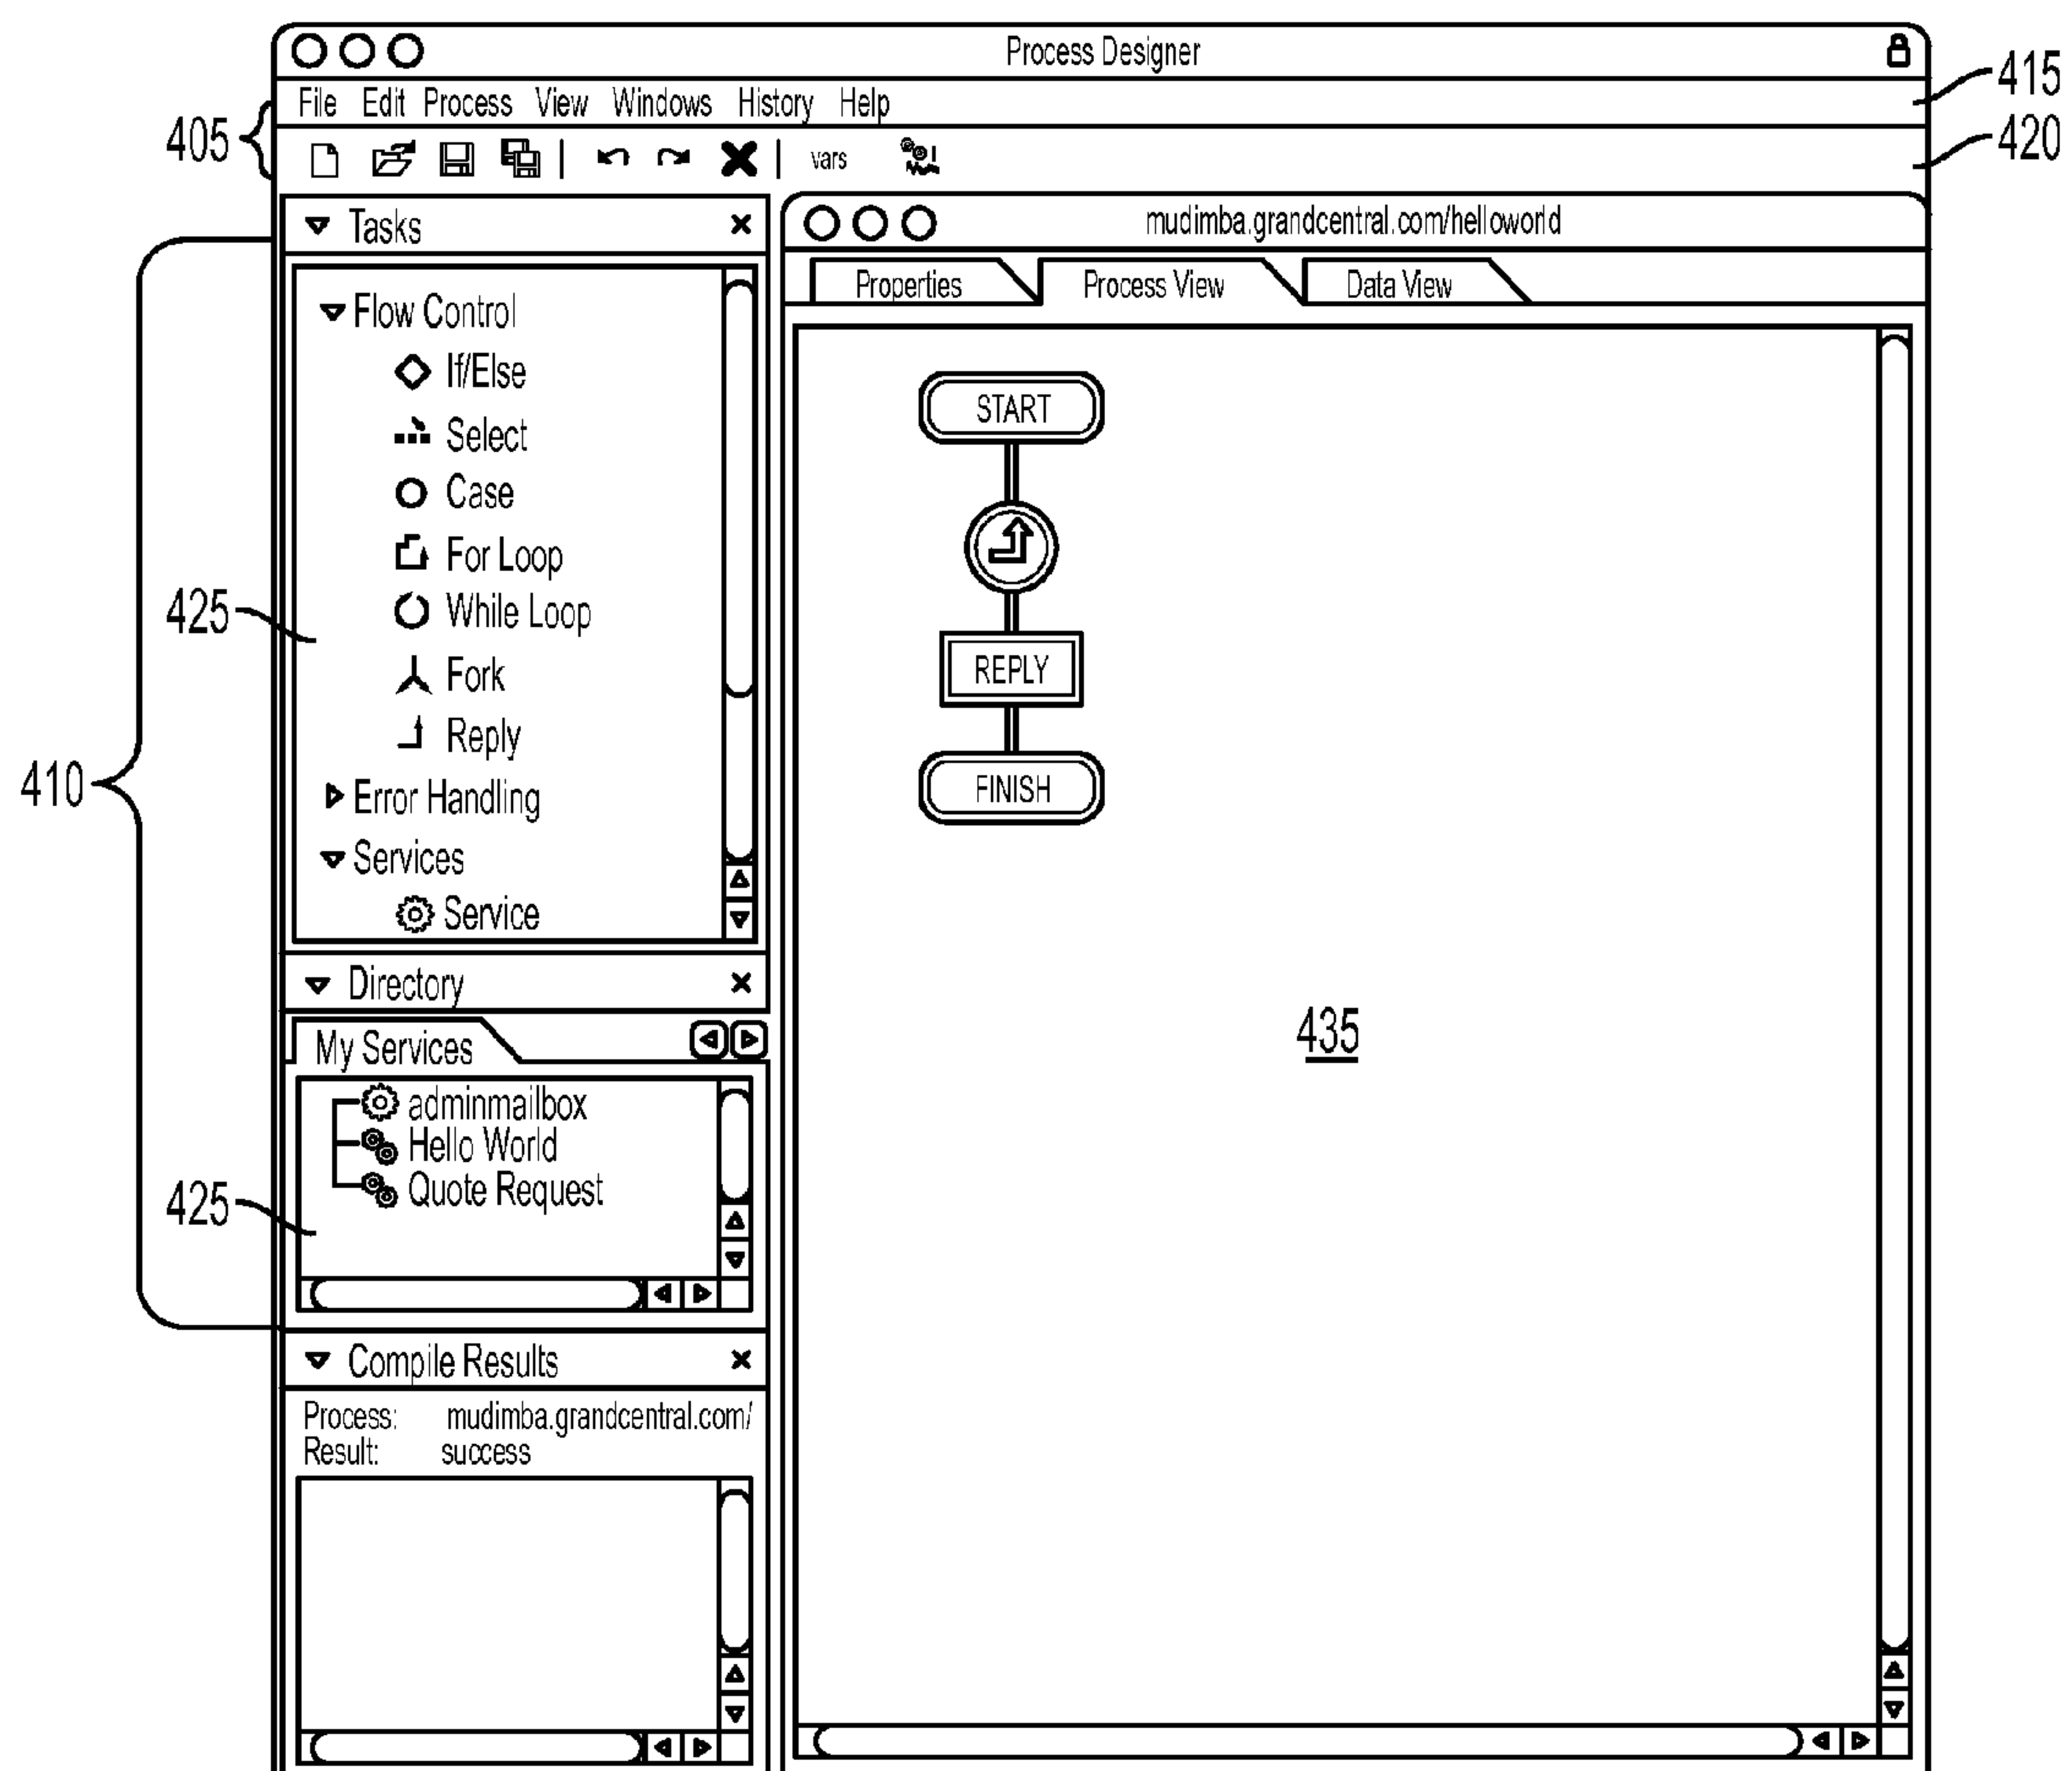 Process Designer
415
File Edit Process View Windows History Help
405
420
vars
Tasks
mudimba.grandcentral.com/helloworld
Properties
Process View
Data View
Flow Control
If/Else
Select
Case
For Loop
While Loop
Fork
Reply
Error Handling
Services
Service
425
410
START
REPLY
FINISH
435
Directory
My Services
adminmailbox
Hello World
Quote Request
425
Compile Results
Process: mudimba.grandcentral.com/
Result: success